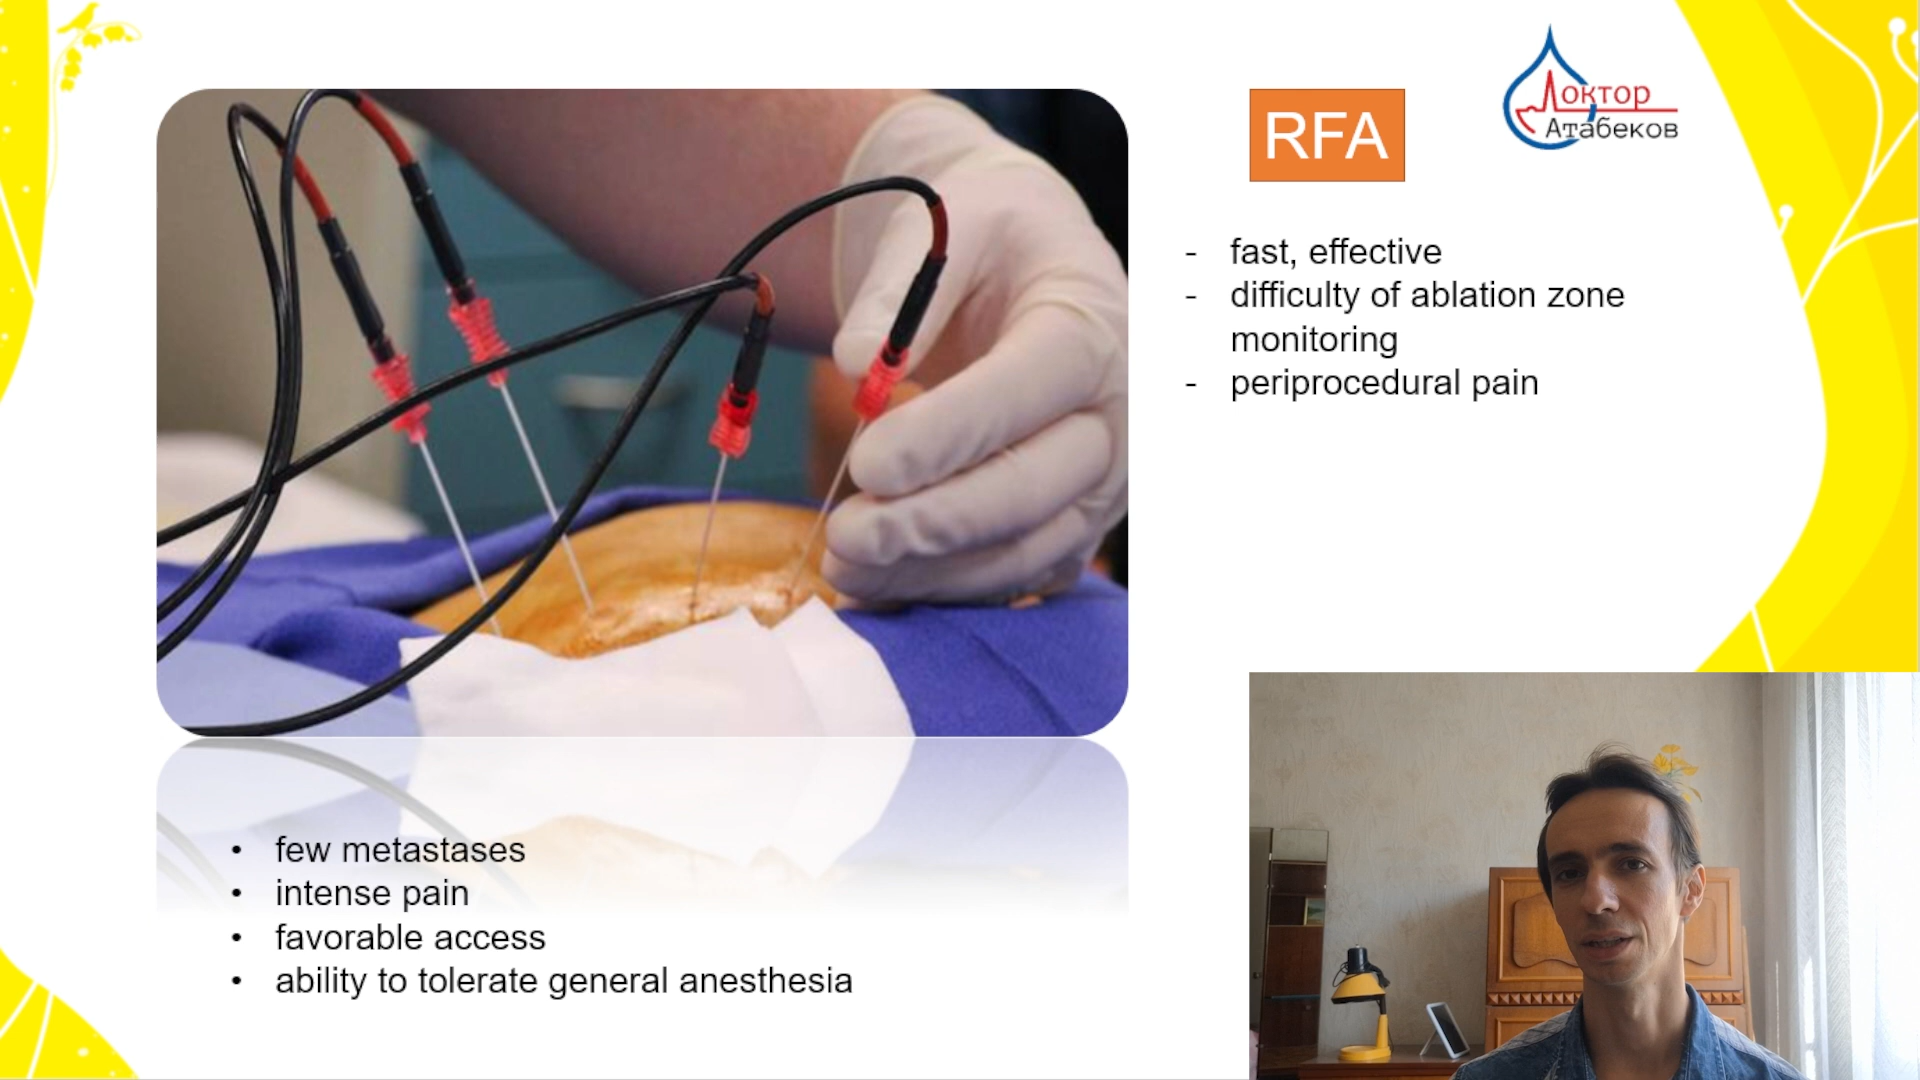 RFA
Доктор
Атабеков
- fast, effective
- difficulty of ablation zone
monitoring
- periprocedural pain
• few metastases
• intense pain
• favorable access
• ability to tolerate general anesthesia